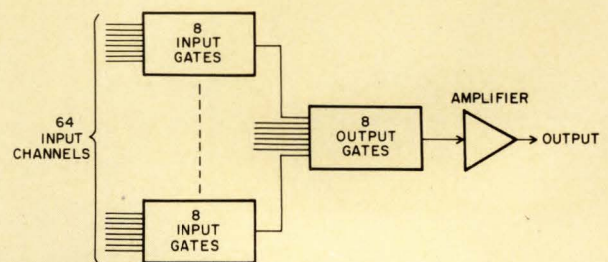 8
INPUT
GATES
64
INPUT
CHANNELS
8
OUTPUT
GATES
AMPLIFIER
OUTPUT
8
INPUT
GATES